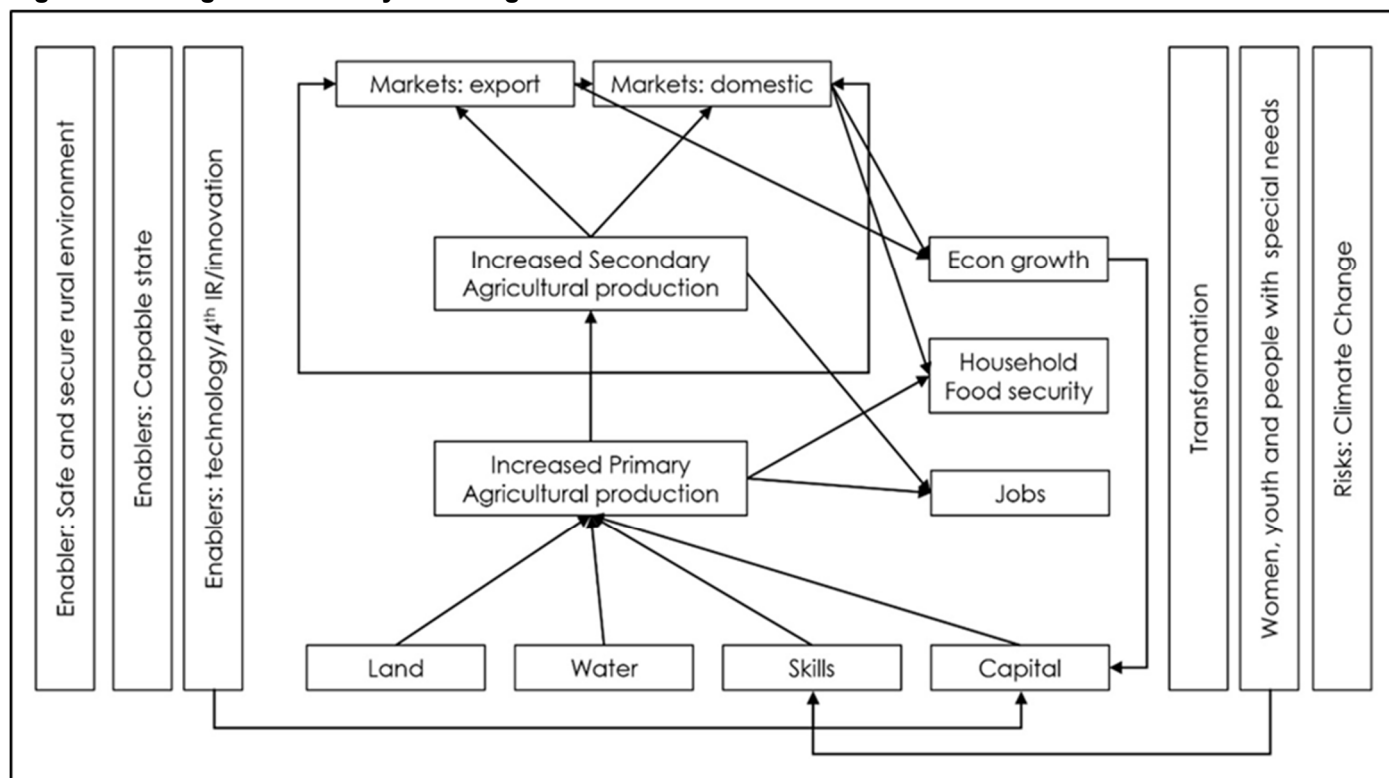 Enabler: Safe and secure rural environment
Enablers: Capable state
Enablers: technology/4th IR/innovation
Markets: export
Markets: domestic
Increased Secondary
Agricultural production
Econ growth
Household
Food security
Increased Primary
Agricultural production
Jobs
Land
Water
Skills
Capital
Transformation
Women, youth and people with special needs
Risks: Climate Change